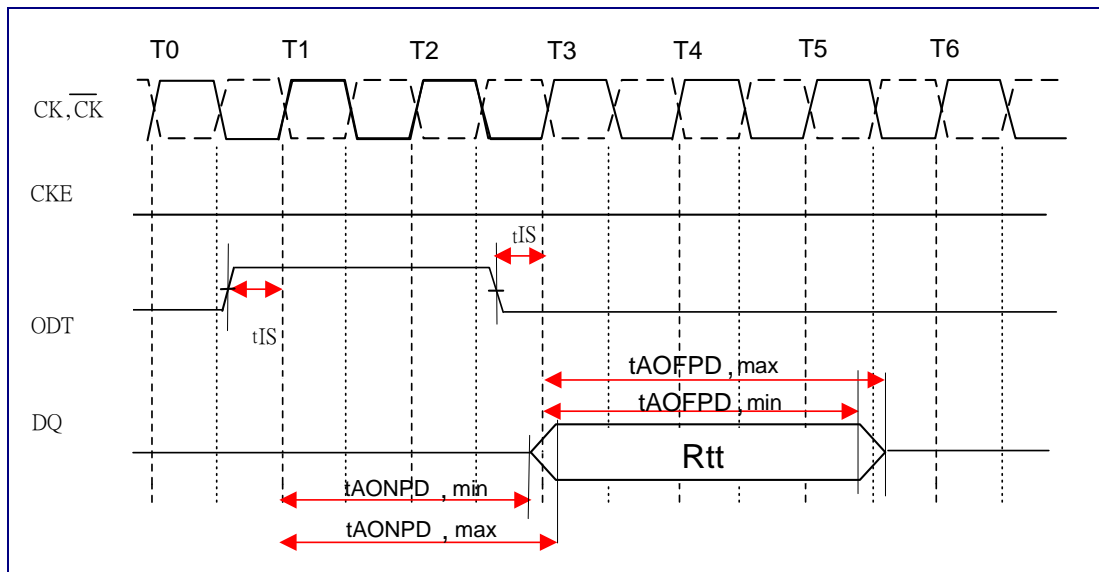 T0 T1 T2 T3 T4 T5 T6
CK, C̅K̅
CKE
tIS
ODT
tIS
tAOFPD , max
tAOFPD , min
DQ
Rtt
tAONPD , min
tAONPD , max